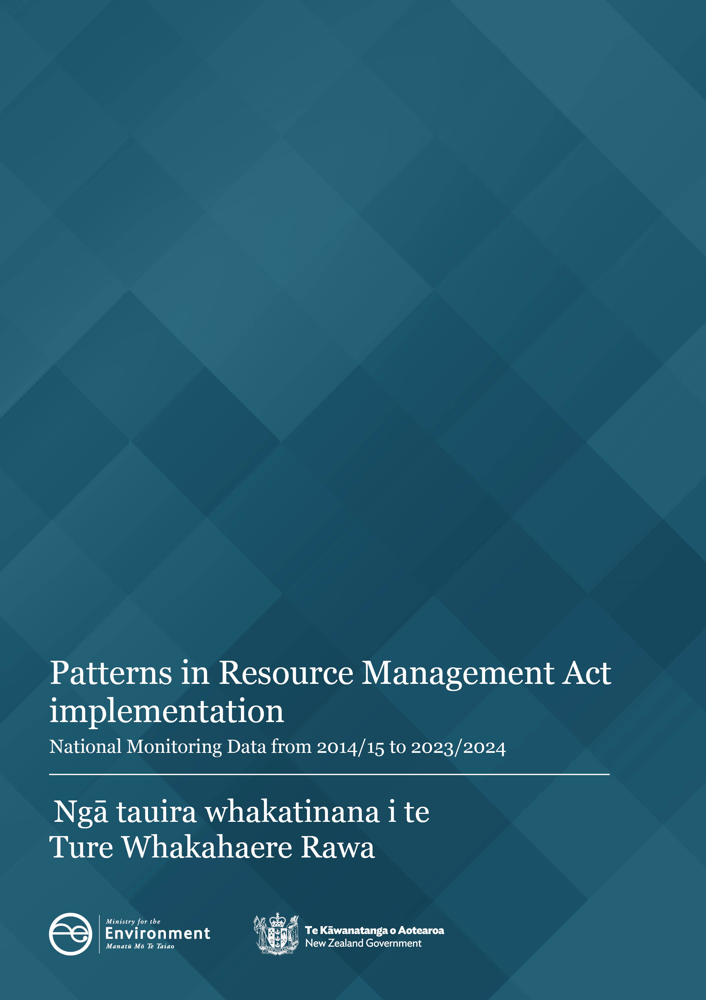 Patterns in Resource Management Act
implementation
National Monitoring Data from 2014/15 to 2023/2024
Ngā tauira whakatinana i te
Ture Whakahaere Rawa
Ministry for the
Environment
Manatū Mō Te Taiao
Te Kāwanatanga o Aotearoa
New Zealand Government